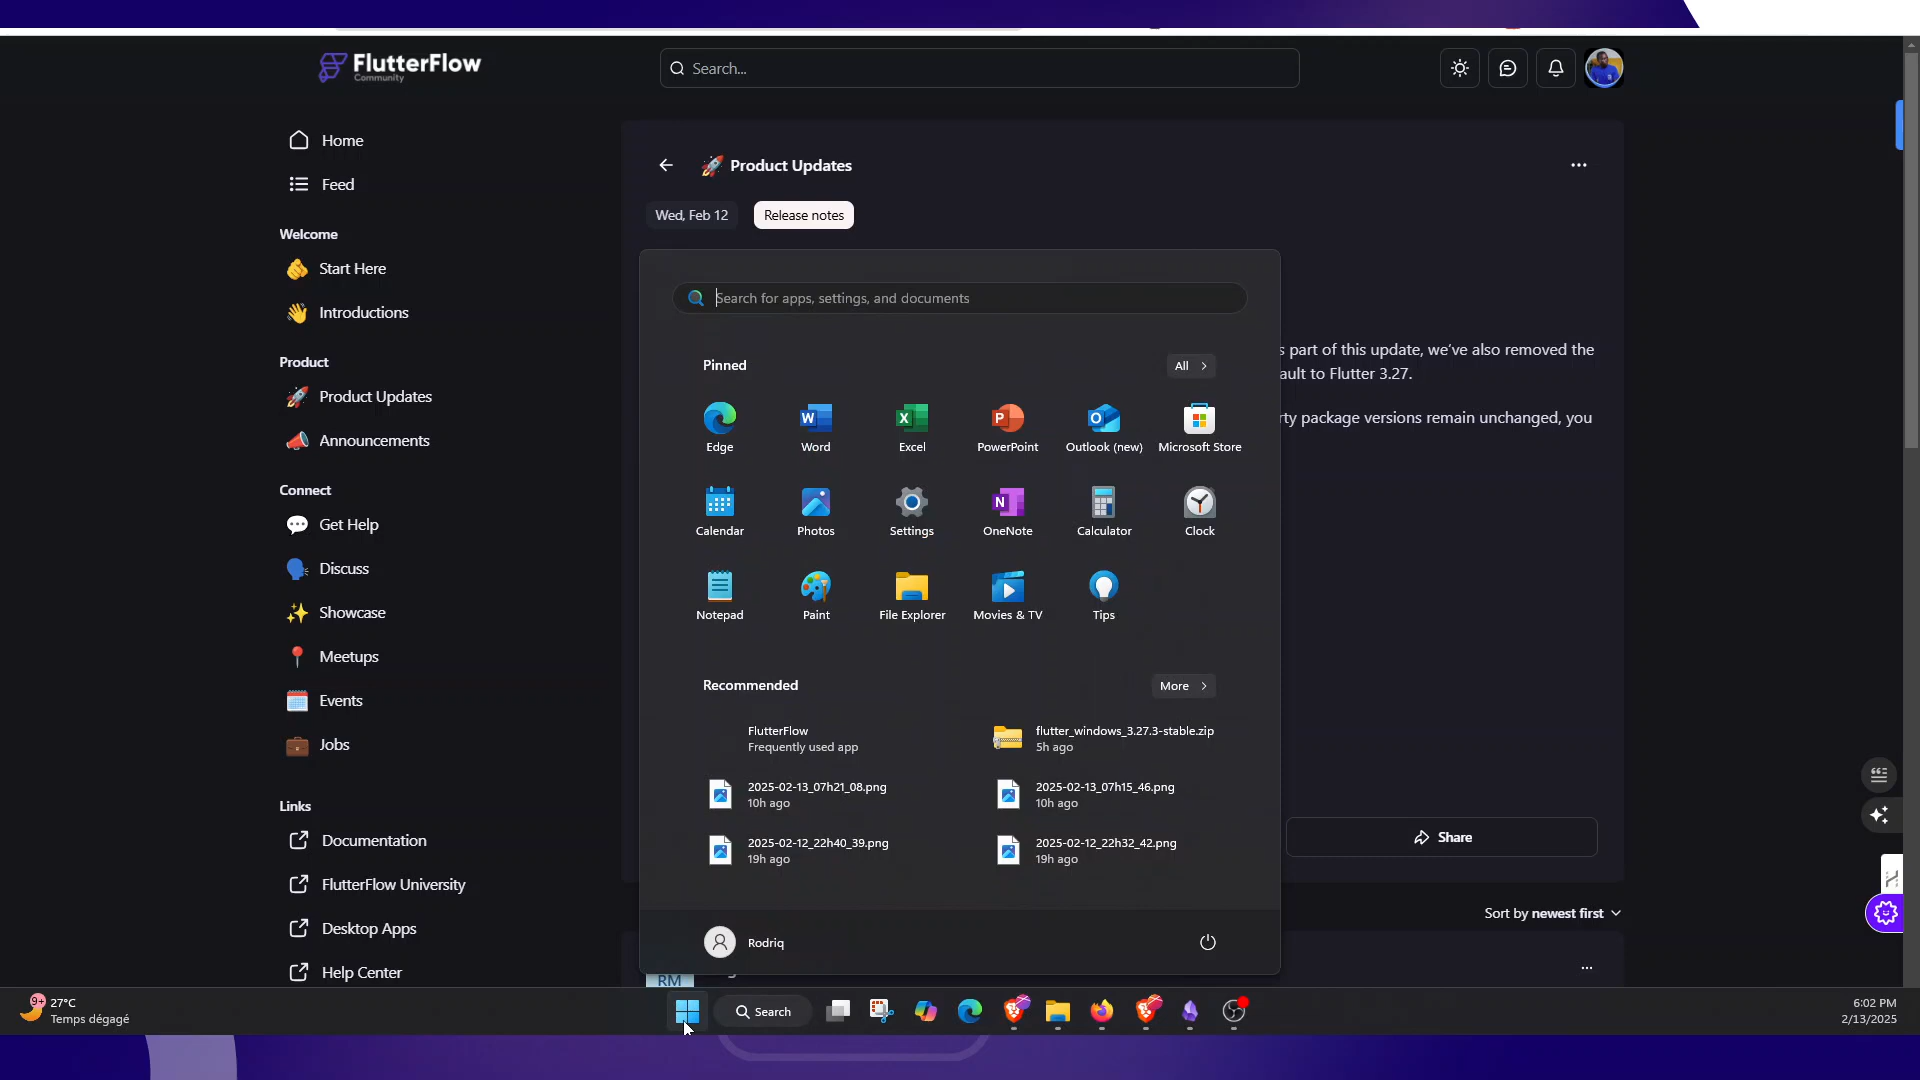 FlutterFlow
Community
Search...
Home
Feed
Welcome
Start Here
Introductions
Product
Product Updates
Announcements
Connect
Get Help
Discuss
Showcase
Meetups
Events
Jobs
Links
Documentation
FlutterFlow University
Desktop Apps
Help Center
Product Updates
Wed, Feb 12
Release notes
s part of this update, we've also removed the
ault to Flutter 3.27.
rty package versions remain unchanged, you
Share
Sort by newest first
RM
Search for apps, settings, and documents
Pinned
All
Edge
Word
Excel
PowerPoint
Outlook (new)
Microsoft Store
Calendar
Photos
Settings
OneNote
Calculator
Clock
Notepad
Paint
File Explorer
Movies & TV
Tips
Recommended
More
FlutterFlow
Frequently used app
flutter_windows_3.27.3-stable.zip
5h ago
2025-02-13_07h21_08.png
10h ago
2025-02-13_07h15_46.png
10h ago
2025-02-12_22h40_39.png
19h ago
2025-02-12_22h32_42.png
19h ago
Rodriq
9+
27°C
Temps dégagé
Search
6:02 PM
2/13/2025